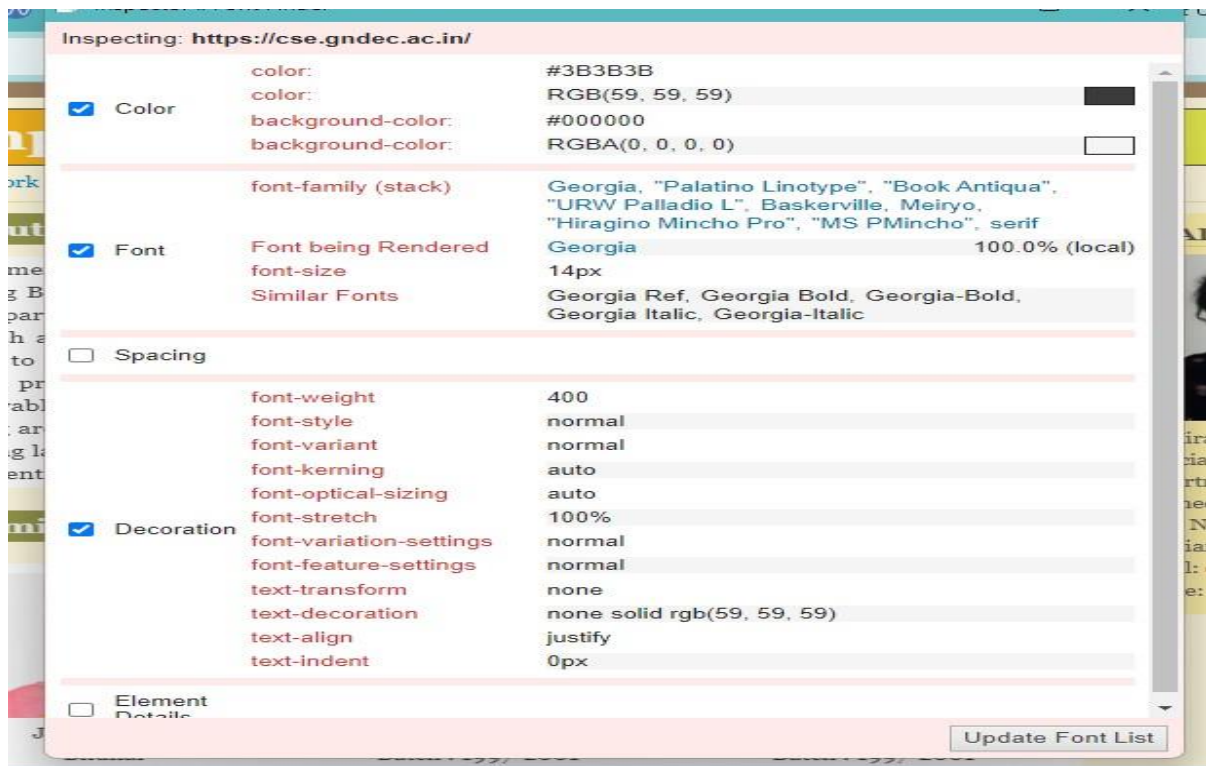 Inspecting: https://cse.gndec.ac.in/
Color
color: #3B3B3B
color: RGB(59, 59, 59)
background-color: #000000
background-color: RGBA(0, 0, 0, 0)
Font
font-family (stack) Georgia, "Palatino Linotype", "Book Antiqua",
"URW Palladio L", Baskerville, Meiryo,
"Hiragino Mincho Pro", "MS PMincho", serif
Font being Rendered Georgia 100.0% (local)
font-size 14px
Similar Fonts Georgia Ref, Georgia Bold, Georgia-Bold,
Georgia Italic, Georgia-Italic
Spacing
Decoration
font-weight 400
font-style normal
font-variant normal
font-kerning auto
font-optical-sizing auto
font-stretch 100%
font-variation-settings normal
font-feature-settings normal
text-transform none
text-decoration none solid rgb(59, 59, 59)
text-align justify
text-indent 0px
Element
Details
Update Font List